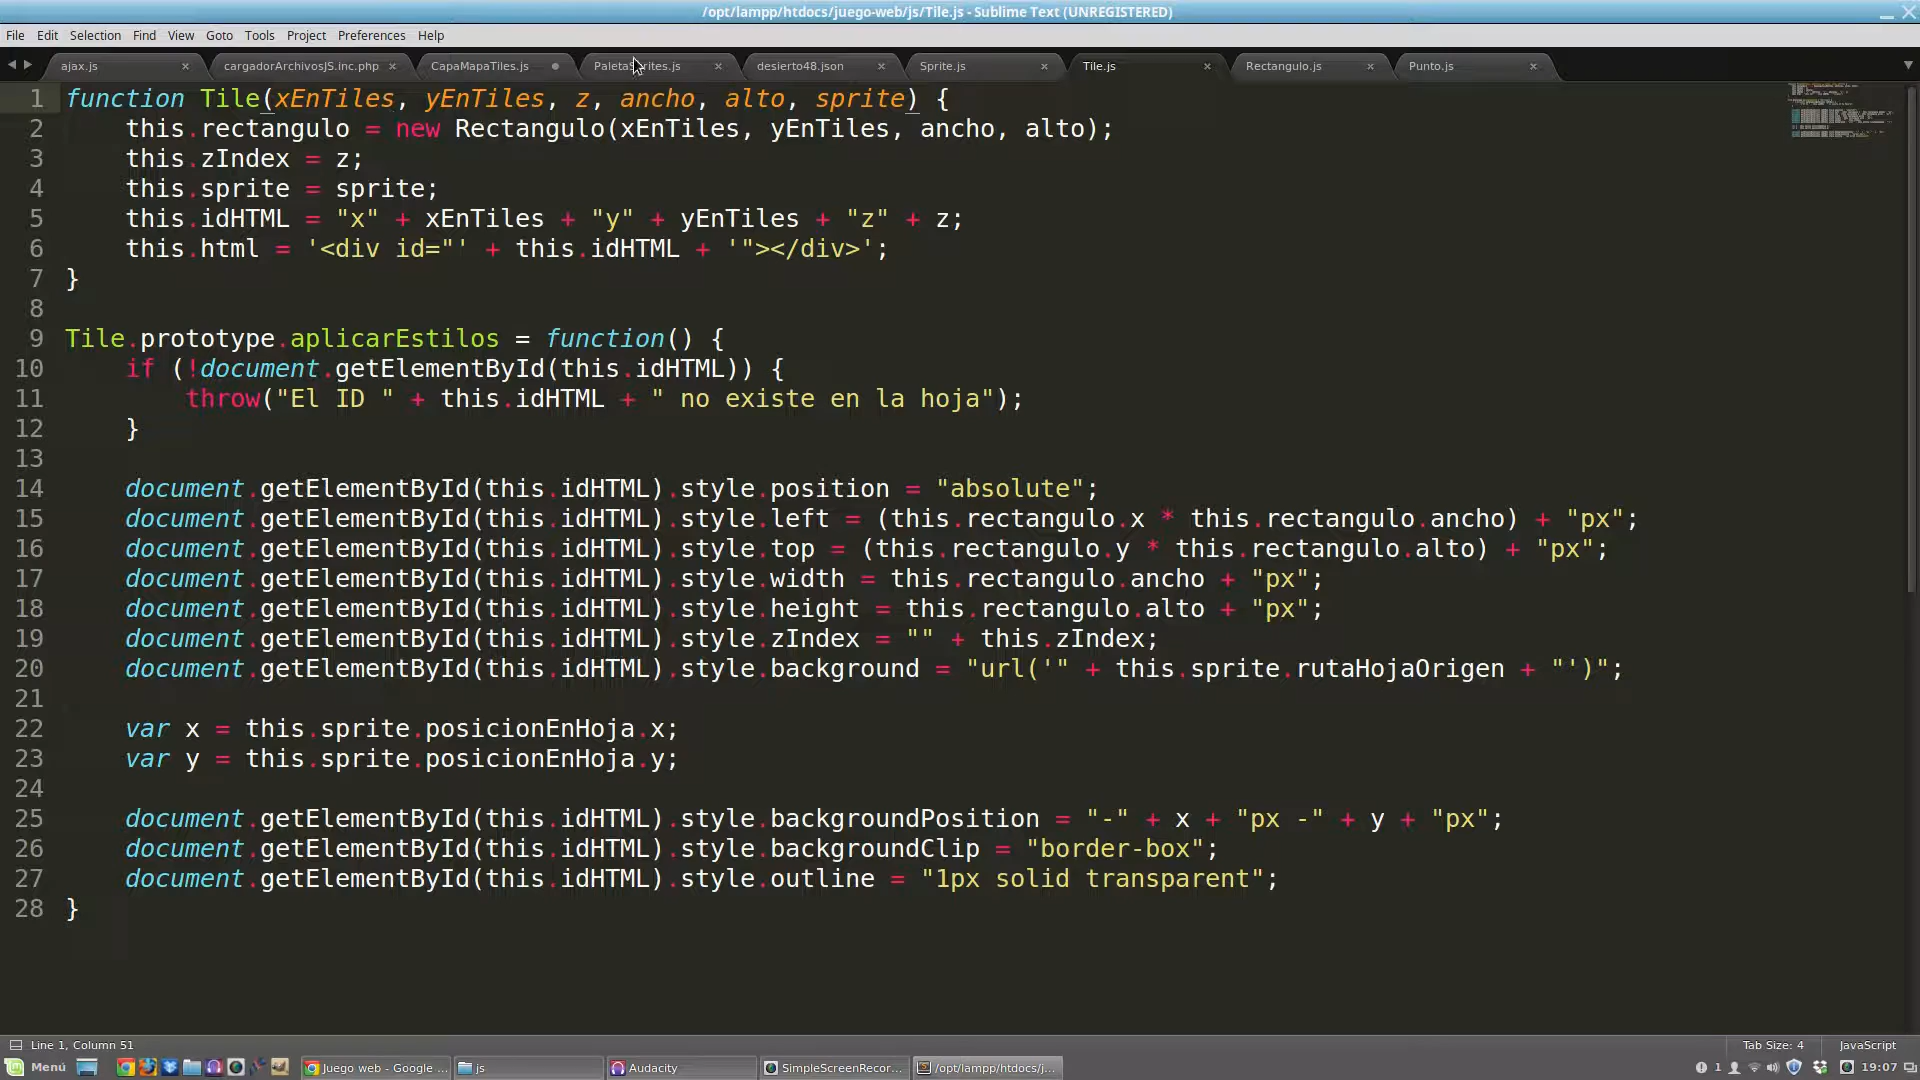 /opt/lampp/htdocs/juego-web/js/Tile.js - Sublime Text (UNREGISTERED)
File Edit Selection Find View Goto Tools Project Preferences Help
ajax.js cargadorArchivosJS.inc.php CapaMapaTiles.js PaletaSprites.js desierto48.json Sprite.js Tile.js Rectangulo.js Punto.js
1 function Tile(xEnTiles, yEnTiles, z, ancho, alto, sprite) {
2     this.rectangulo = new Rectangulo(xEnTiles, yEnTiles, ancho, alto);
3     this.zIndex = z;
4     this.sprite = sprite;
5     this.idHTML = "x" + xEnTiles + "y" + yEnTiles + "z" + z;
6     this.html = '<div id="' + this.idHTML + '"></div>';
7 }
8
9 Tile.prototype.aplicarEstilos = function() {
10     if (!document.getElementById(this.idHTML)) {
11         throw("El ID " + this.idHTML + " no existe en la hoja");
12     }
13
14     document.getElementById(this.idHTML).style.position = "absolute";
15     document.getElementById(this.idHTML).style.left = (this.rectangulo.x * this.rectangulo.ancho) + "px";
16     document.getElementById(this.idHTML).style.top = (this.rectangulo.y * this.rectangulo.alto) + "px";
17     document.getElementById(this.idHTML).style.width = this.rectangulo.ancho + "px";
18     document.getElementById(this.idHTML).style.height = this.rectangulo.alto + "px";
19     document.getElementById(this.idHTML).style.zIndex = "" + this.zIndex;
20     document.getElementById(this.idHTML).style.background = "url('" + this.sprite.rutaHojaOrigen + "')";
21
22     var x = this.sprite.posicionEnHoja.x;
23     var y = this.sprite.posicionEnHoja.y;
24
25     document.getElementById(this.idHTML).style.backgroundPosition = "-" + x + "px -" + y + "px";
26     document.getElementById(this.idHTML).style.backgroundClip = "border-box";
27     document.getElementById(this.idHTML).style.outline = "1px solid transparent";
28 }
Line 1, Column 51 Tab Size: 4 JavaScript
Menú Juego web - Google ... js Audacity SimpleScreenRecor... /opt/lampp/htdocs/j... 1 19:07